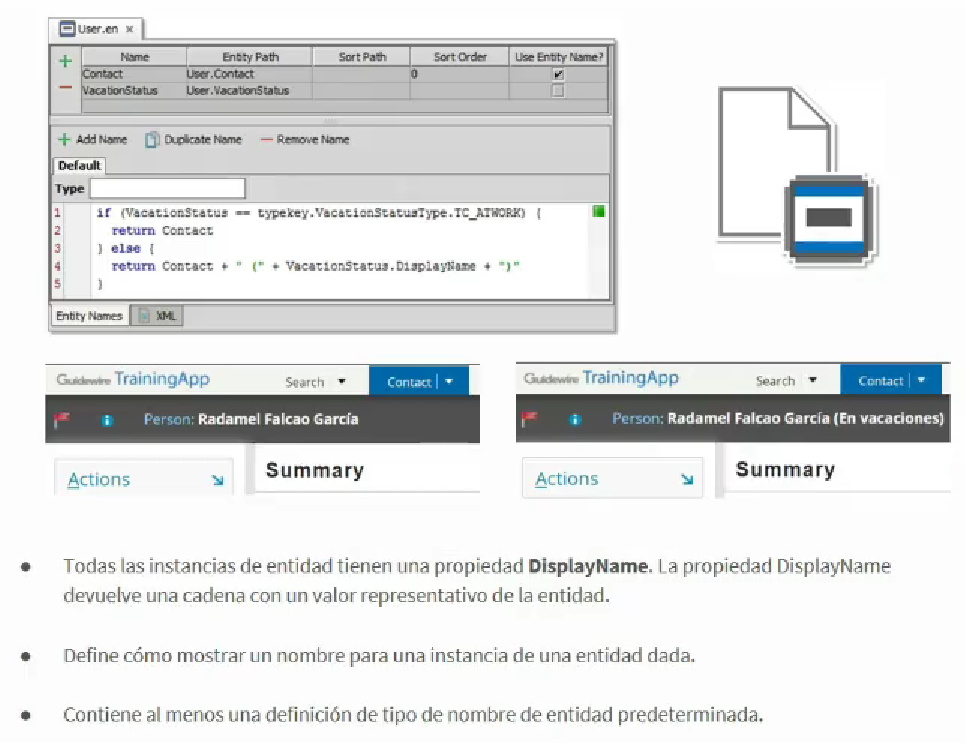 User.en ×
Name Entity Path Sort Path Sort Order Use Entity Name?
Contact User.Contact 0
VacationStatus User.VacationStatus
Add Name Duplicate Name Remove Name
Default
Type
1 if (VacationStatus == typekey.VacationStatusType.TC_ATWORK) {
2 return Contact
3 } else {
4 return Contact + " (" + VacationStatus.DisplayName + ")"
5 }
Entity Names XML
Guidewire TrainingApp Search Contact
Person: Radamel Falcao García
Actions Summary
Guidewire TrainingApp Search Contact
Person: Radamel Falcao García (En vacaciones)
Actions Summary
• Todas las instancias de entidad tienen una propiedad DisplayName. La propiedad DisplayName
devuelve una cadena con un valor representativo de la entidad.
• Define cómo mostrar un nombre para una instancia de una entidad dada.
• Contiene al menos una definición de tipo de nombre de entidad predeterminada.